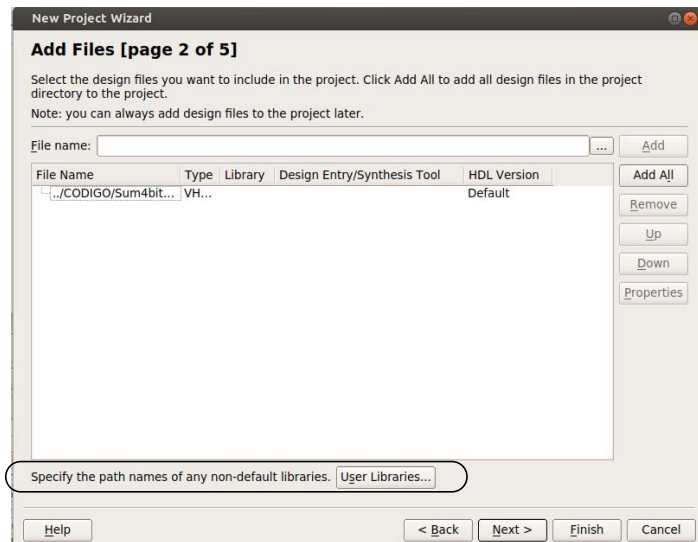 New Project Wizard
Add Files [page 2 of 5]
Select the design files you want to include in the project. Click Add All to add all design files in the project
directory to the project.
Note: you can always add design files to the project later.
File name: ... Add
File Name Type Library Design Entry/Synthesis Tool HDL Version Add All
../CODIGO/Sum4bit... VH... Default
Remove
Up
Down
Properties
Specify the path names of any non-default libraries. User Libraries...
Help < Back Next > Finish Cancel